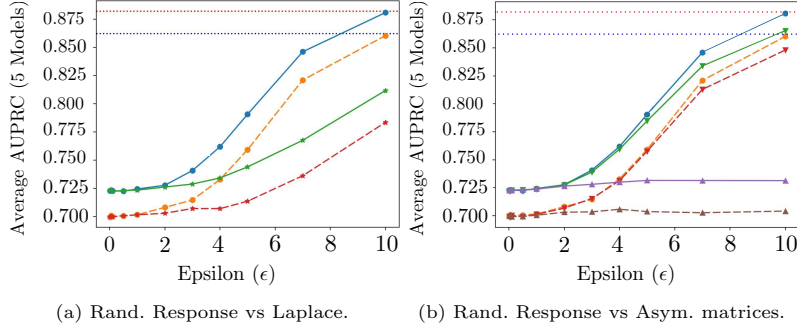 Average AUPRC (5 Models)
0.875
0.850
0.825
0.800
0.775
0.750
0.725
0.700
0 2 4 6 8 10
Epsilon (ϵ)
(a) Rand. Response vs Laplace.
Average AUPRC (5 Models)
0.875
0.850
0.825
0.800
0.775
0.750
0.725
0.700
0 2 4 6 8 10
Epsilon (ϵ)
(b) Rand. Response vs Asym. matrices.